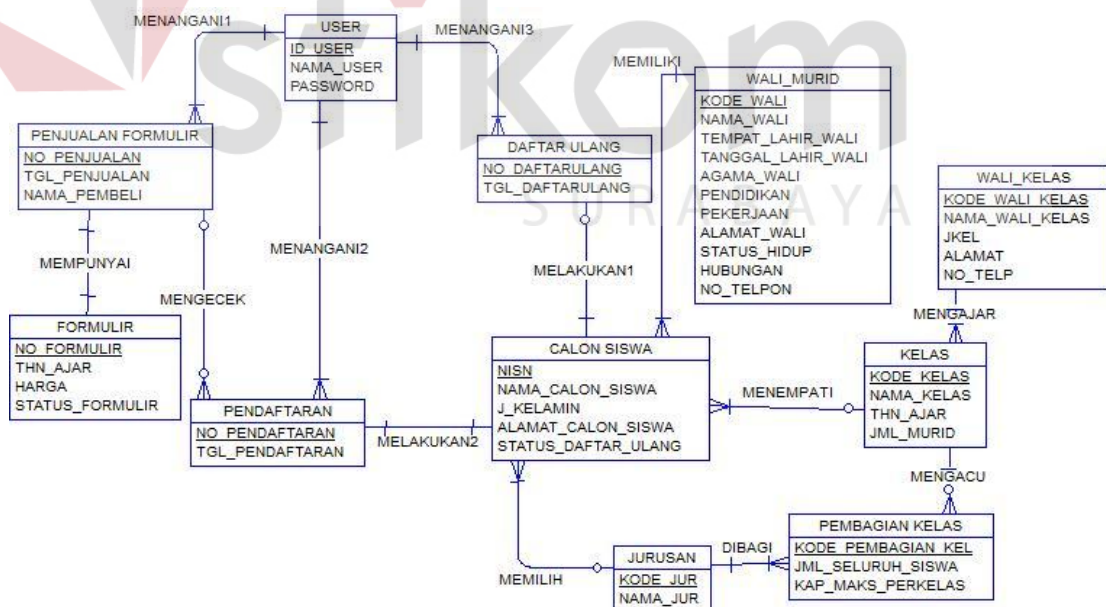 stikom
SURABAYA
MENANGANI1
USER
ID_USER
NAMA_USER
PASSWORD
MENANGANI3
MEMILIKI
WALI_MURID
KODE_WALI
NAMA_WALI
TEMPAT_LAHIR_WALI
TANGGAL_LAHIR_WALI
AGAMA_WALI
PENDIDIKAN
PEKERJAAN
ALAMAT_WALI
STATUS_HIDUP
HUBUNGAN
NO_TELPON
PENJUALAN FORMULIR
NO_PENJUALAN
TGL_PENJUALAN
NAMA_PEMBELI
DAFTAR ULANG
NO_DAFTARULANG
TGL_DAFTARULANG
WALI_KELAS
KODE_WALI_KELAS
NAMA_WALI_KELAS
JKEL
ALAMAT
NO_TELP
MEMPUNYAI
MENGECEK
MENANGANI2
MELAKUKAN1
MENGAJAR
FORMULIR
NO_FORMULIR
THN_AJAR
HARGA
STATUS_FORMULIR
CALON SISWA
NISN
NAMA_CALON_SISWA
J_KELAMIN
ALAMAT_CALON_SISWA
STATUS_DAFTAR_ULANG
KELAS
KODE_KELAS
NAMA_KELAS
THN_AJAR
JML_MURID
MENEMPATI
PENDAFTARAN
NO_PENDAFTARAN
TGL_PENDAFTARAN
MELAKUKAN2
MENGACU
PEMBAGIAN KELAS
KODE_PEMBAGIAN_KEL
JML_SELURUH_SISWA
KAP_MAKS_PERKELAS
DIBAGI
JURUSAN
KODE_JUR
NAMA_JUR
MEMILIH